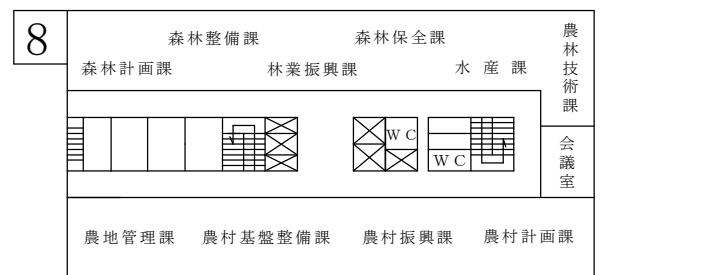 8
森林整備課
森林保全課
森林計画課
林業振興課
水産課
農林技術課
WC
WC
会議室
農地管理課
農村基盤整備課
農村振興課
農村計画課